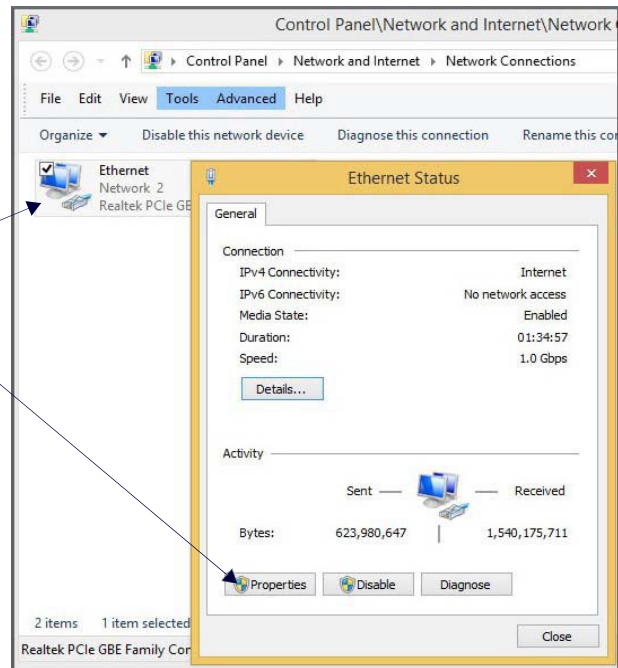 Control Panel\Network and Internet\Network
Control Panel Network and Internet Network Connections
File Edit View Tools Advanced Help
Organize Disable this network device Diagnose this connection Rename this
Ethernet
Network 2
Realtek PCIe
Ethernet Status
General
Connection
IPv4 Connectivity: Internet
IPv6 Connectivity: No network access
Media State: Enabled
Duration: 01:34:57
Speed: 1.0 Gbps
Details...
Activity
Sent Received
Bytes: 623,980,647 1,540,175,711
Properties Disable Diagnose
2 items 1 item selected
Close
Realtek PCIe GBE Family